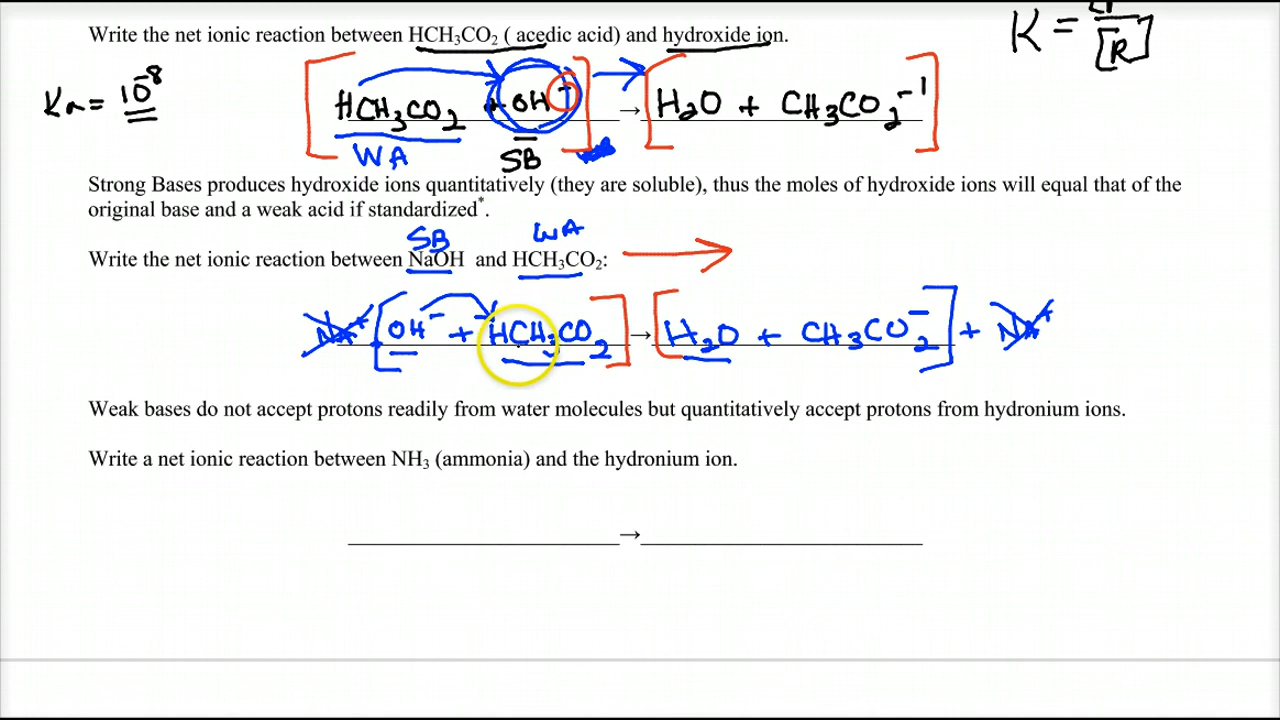 Write the net ionic reaction between HCH₃CO₂ ( acedic acid) and hydroxide ion.
K = [R]
Ka = 10⁻⁸
HCH₃CO₂ + OH⁻ → H₂O + CH₃CO₂⁻¹
WA SB
Strong Bases produces hydroxide ions quantitatively (they are soluble), thus the moles of hydroxide ions will equal that of the
original base and a weak acid if standardized*.
SB WA
Write the net ionic reaction between NaOH and HCH₃CO₂:
Na⁺ [OH⁻ + HCH₃CO₂] → [H₂O + CH₃CO₂⁻] + Na⁺
Weak bases do not accept protons readily from water molecules but quantitatively accept protons from hydronium ions.
Write a net ionic reaction between NH₃ (ammonia) and the hydronium ion.
→